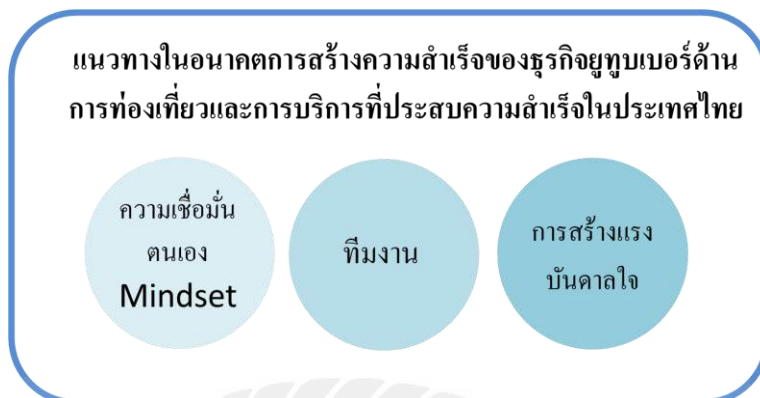 แนวทางในอนาคตการสร้างความสำเร็จของธุรกิจยูทูบเบอร์ด้าน
การท่องเที่ยวและการบริการที่ประสบความสำเร็จในประเทศไทย
ความเชื่อมั่น
ตนเอง
Mindset
ทีมงาน
การสร้างแรง
บันดาลใจ